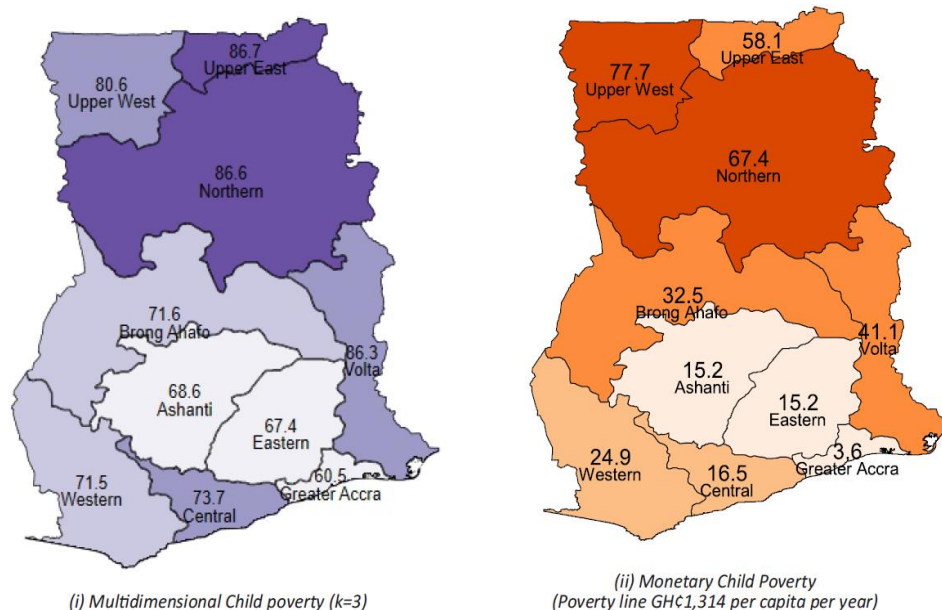 86.7
Upper East
80.6
Upper West
86.6
Northern
71.6
Brong Ahafo
86.3
Volta
68.6
Ashanti
67.4
Eastern
60.5
Greater Accra
71.5
Western
73.7
Central
(i) Multidimensional Child poverty (k=3)
58.1
Upper East
77.7
Upper West
67.4
Northern
32.5
Brong Ahafo
41.1
Volta
15.2
Ashanti
15.2
Eastern
3.6
Greater Accra
24.9
Western
16.5
Central
(ii) Monetary Child Poverty
(Poverty line GH¢1,314 per capita per year)